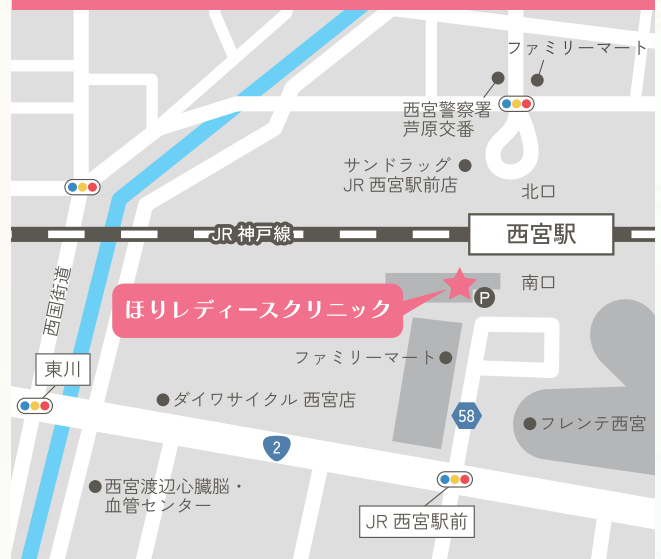 ファミリーマート
西宮警察署
芦原交番
サンドラッグ
JR 西宮駅前店
北口
JR 神戸線
西宮駅
南口
西国街道
P
ほりレディースクリニック
ファミリーマート
東川
ダイワサイクル 西宮店
58
フレンテ西宮
2
西宮渡辺心臓脳・
血管センター
JR 西宮駅前